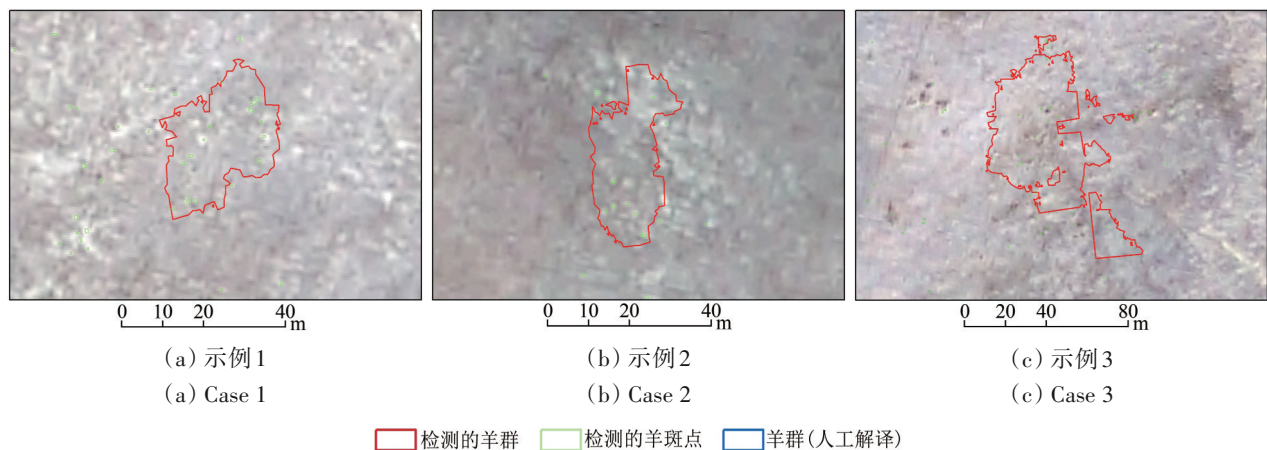 0 10 20 40 m
0 10 20 40 m
0 20 40 80 m
(a) 示例1
(b) 示例2
(c) 示例3
(a) Case 1
(b) Case 2
(c) Case 3
检测的羊群 检测的羊斑点 羊群(人工解译)